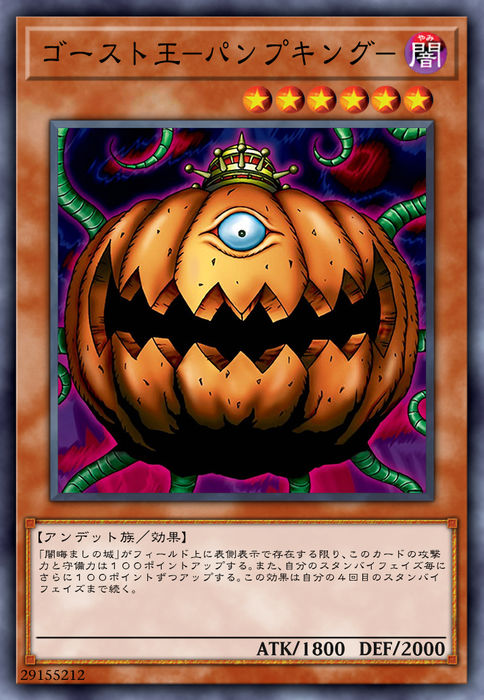 ゴースト王－パンプキング－
やみ
闇
【アンデット族／効果】
「闇晦ましの城」がフィールド上に表側表示で存在する限り、このカードの攻撃
力と守備力は１００ポイントアップする。また、自分のスタンバイフェイズ毎に
さらに１００ポイントずつアップする。この効果は自分の４回目のスタンバイ
フェイズまで続く。
ATK/1800 DEF/2000
29155212